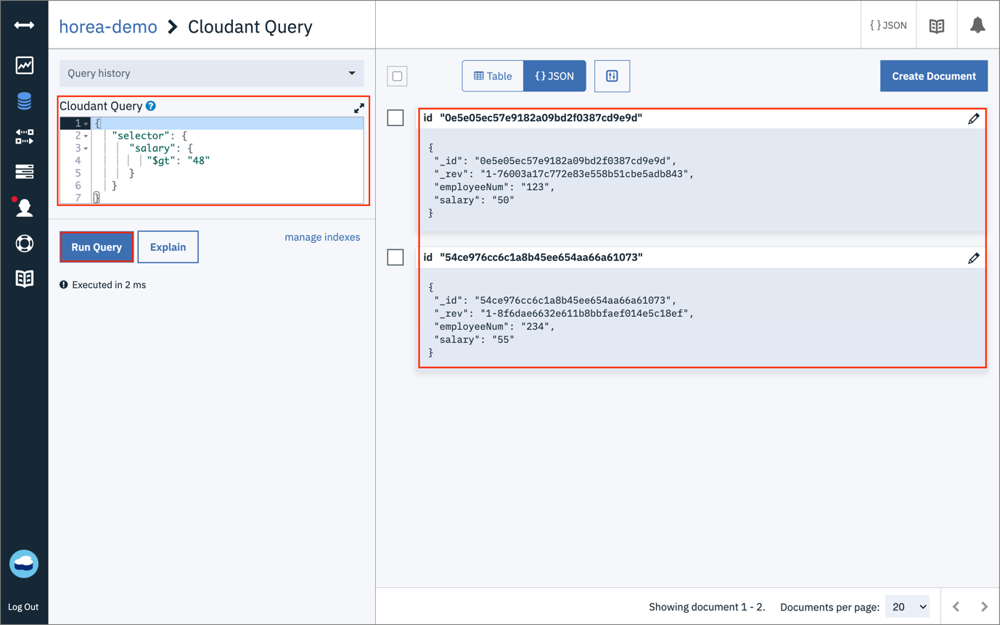 horea-demo > Cloudant Query
{ } JSON
Query history
Cloudant Query ?
1 {
2 "selector": {
3 "salary": {
4 "$gt": "48"
5 }
6 }
7 }
Run Query
Explain
manage indexes
Executed in 2 ms
Log Out
Table
{ } JSON
Create Document
id "0e5e05ec57e9182a09bd2f0387cd9e9d"
{
"_id": "0e5e05ec57e9182a09bd2f0387cd9e9d",
"_rev": "1-76003a17c772e83e558b51cbe5adb843",
"employeeNum": "123",
"salary": "50"
}
id "54ce976cc6c1a8b45ee654aa66a61073"
{
"_id": "54ce976cc6c1a8b45ee654aa66a61073",
"_rev": "1-8f6dae6632e611b8bbfaef014e5c18ef",
"employeeNum": "234",
"salary": "55"
}
Showing document 1 - 2.
Documents per page: 20